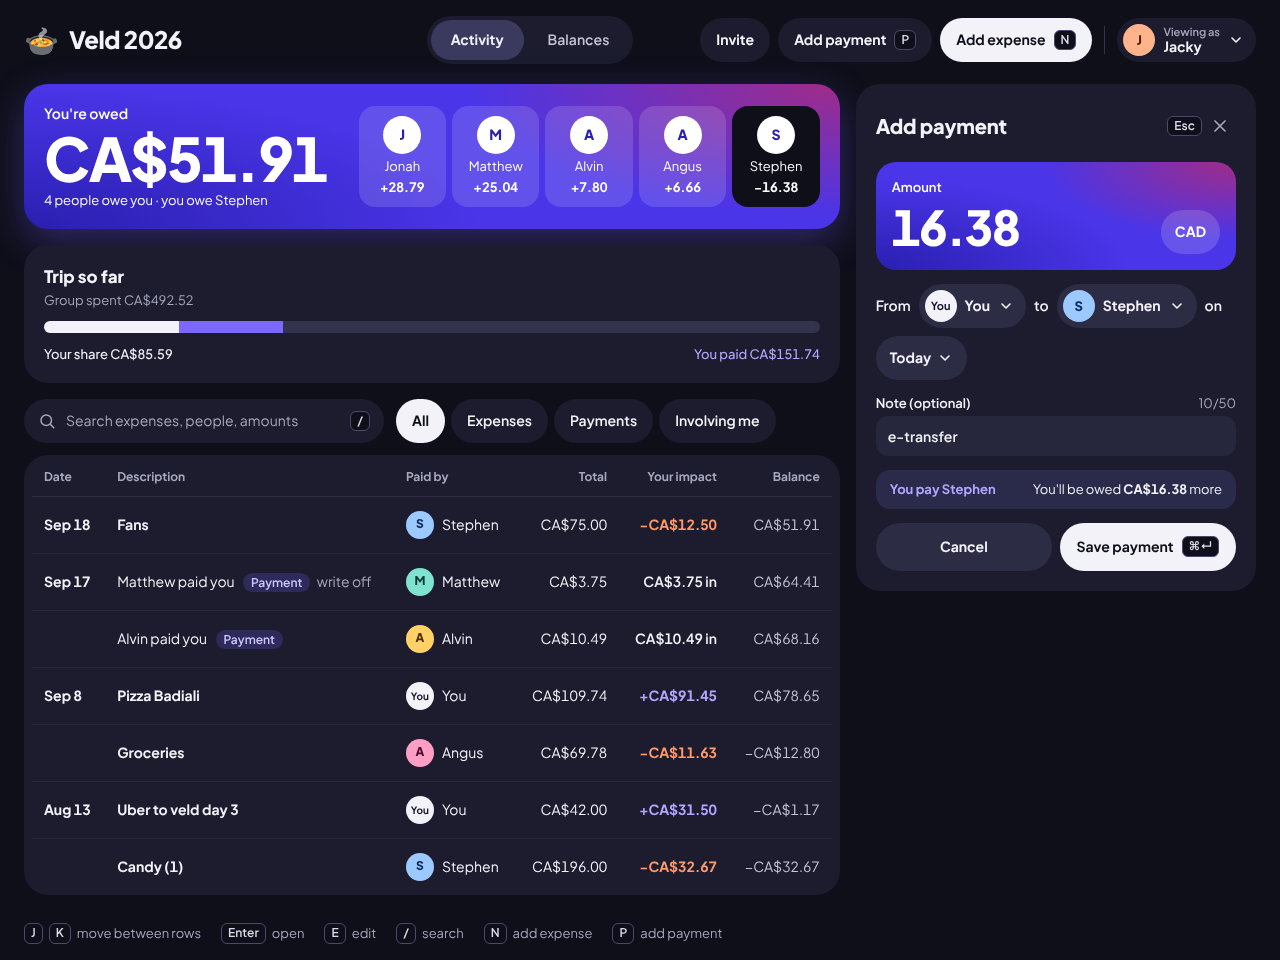 Veld 2026
Activity
Balances
Invite
Add payment P
Add expense N
J
Viewing as
Jacky
You're owed
CA$51.91
4 people owe you · you owe Stephen
J
Jonah
+28.79
M
Matthew
+25.04
A
Alvin
+7.80
A
Angus
+6.66
S
Stephen
−16.38
Trip so far
Group spent CA$492.52
Your share CA$85.59
You paid CA$151.74
Search expenses, people, amounts /
All
Expenses
Payments
Involving me
Date Description Paid by Total Your impact Balance
Sep 18 Fans S Stephen CA$75.00 −CA$12.50 CA$51.91
Sep 17 Matthew paid you Payment write off M Matthew CA$3.75 CA$3.75 in CA$64.41
Alvin paid you Payment A Alvin CA$10.49 CA$10.49 in CA$68.16
Sep 8 Pizza Badiali You You CA$109.74 +CA$91.45 CA$78.65
Groceries A Angus CA$69.78 −CA$11.63 −CA$12.80
Aug 13 Uber to veld day 3 You You CA$42.00 +CA$31.50 −CA$1.17
Candy (1) S Stephen CA$196.00 −CA$32.67 −CA$32.67
J K move between rows Enter open E edit / search N add expense P add payment
Add payment
Esc
Amount
16.38
CAD
From You You to S Stephen on
Today
Note (optional)
10/50
e-transfer
You pay Stephen
You'll be owed CA$16.38 more
Cancel
Save payment ⌘↵